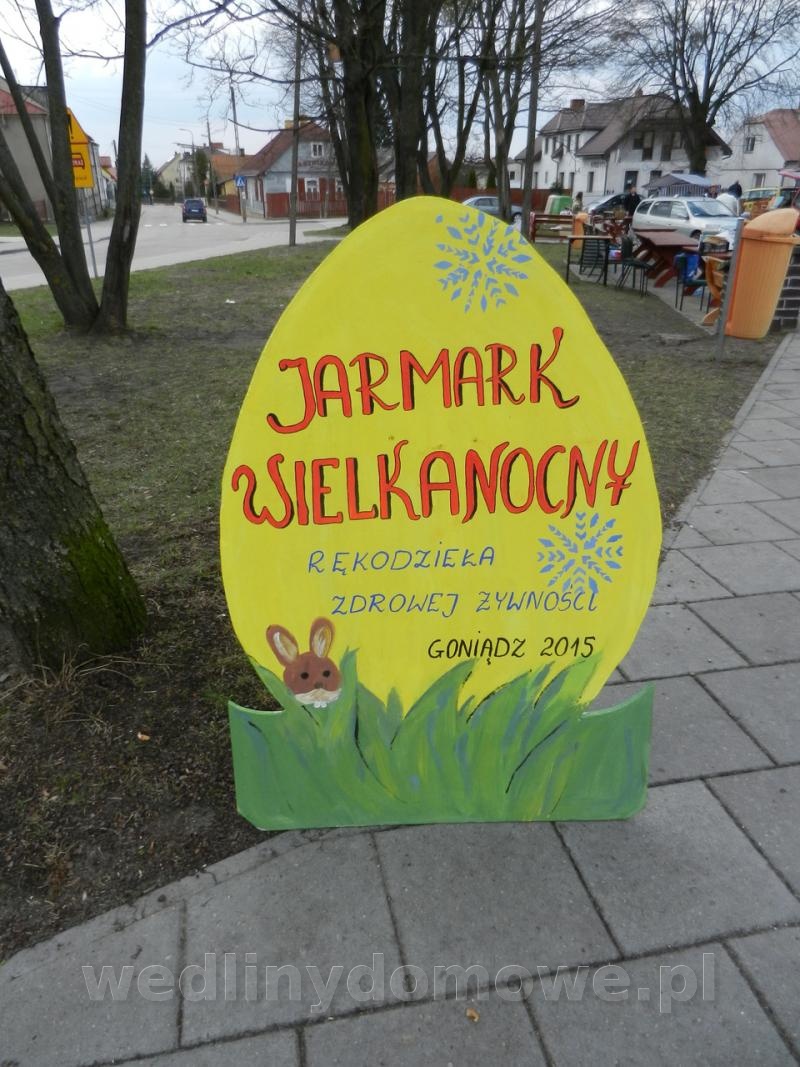 JARMARK
WIELKANOCNY
RĘKODZIEŁA
ZDROWEJ ŻYWNOŚCI
GONIĄDZ 2015
wedlinydomowe.pl